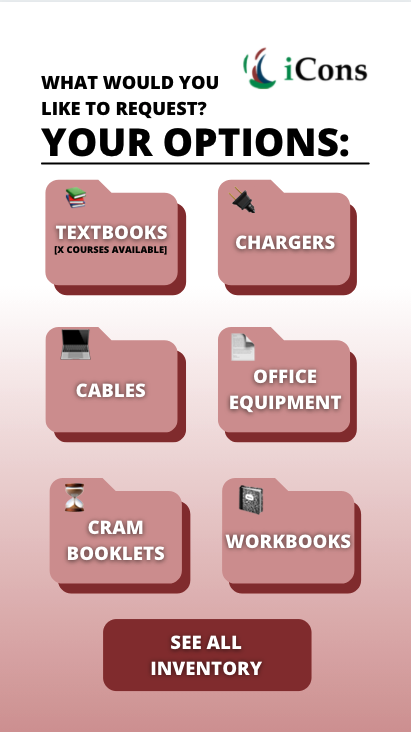 iCons
WHAT WOULD YOU
LIKE TO REQUEST?
YOUR OPTIONS:
TEXTBOOKS
[X COURSES AVAILABLE]
CHARGERS
CABLES
OFFICE
EQUIPMENT
CRAM
BOOKLETS
WORKBOOKS
SEE ALL
INVENTORY